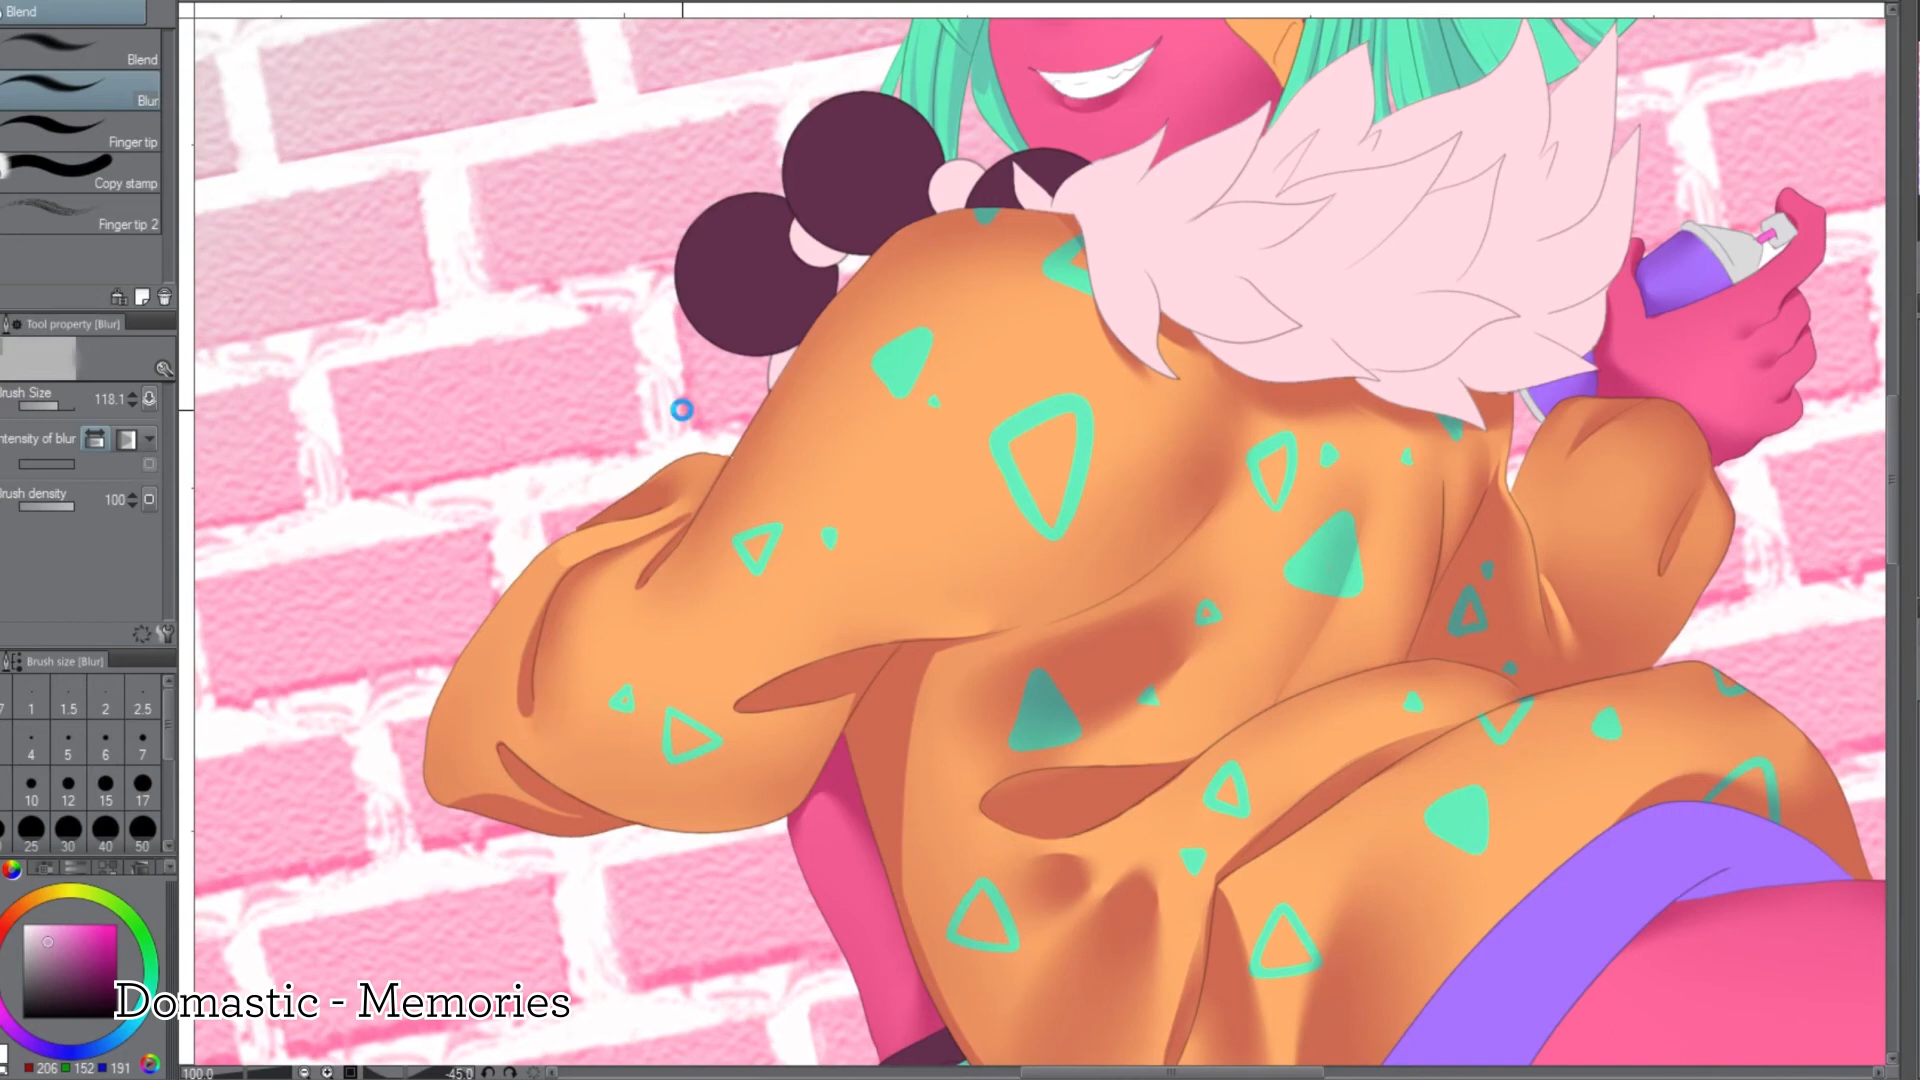 Blend
Blend
Blur
Finger tip
Copy stamp
Finger tip 2
Tool property [Blur]
rush Size 118.1
ntensity of blur
rush density 100
Brush size [Blur]
7 1 1.5 2 2.5
4 5 6 7
10 12 15 17
25 30 40 50
Domastic - Memories
206 152 191
100.0 -45.0